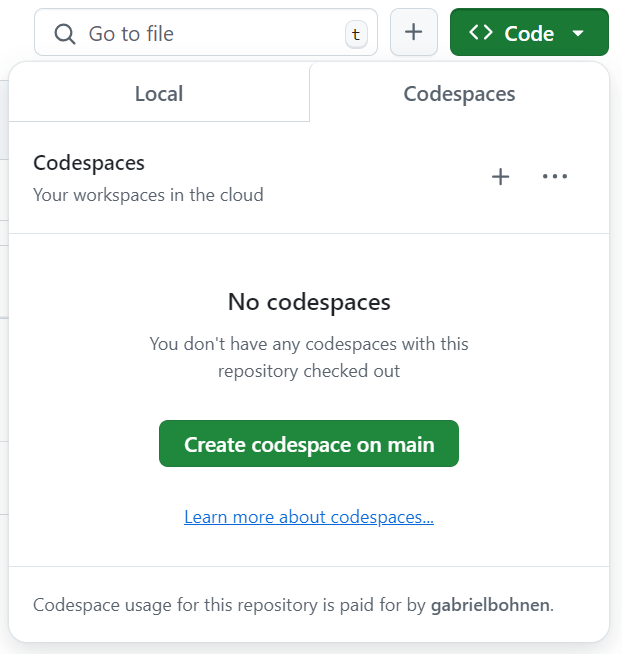 Go to file
t
Code
Local
Codespaces
Codespaces
Your workspaces in the cloud
No codespaces
You don't have any codespaces with this
repository checked out
Create codespace on main
Learn more about codespaces...
Codespace usage for this repository is paid for by gabrielbohnen.